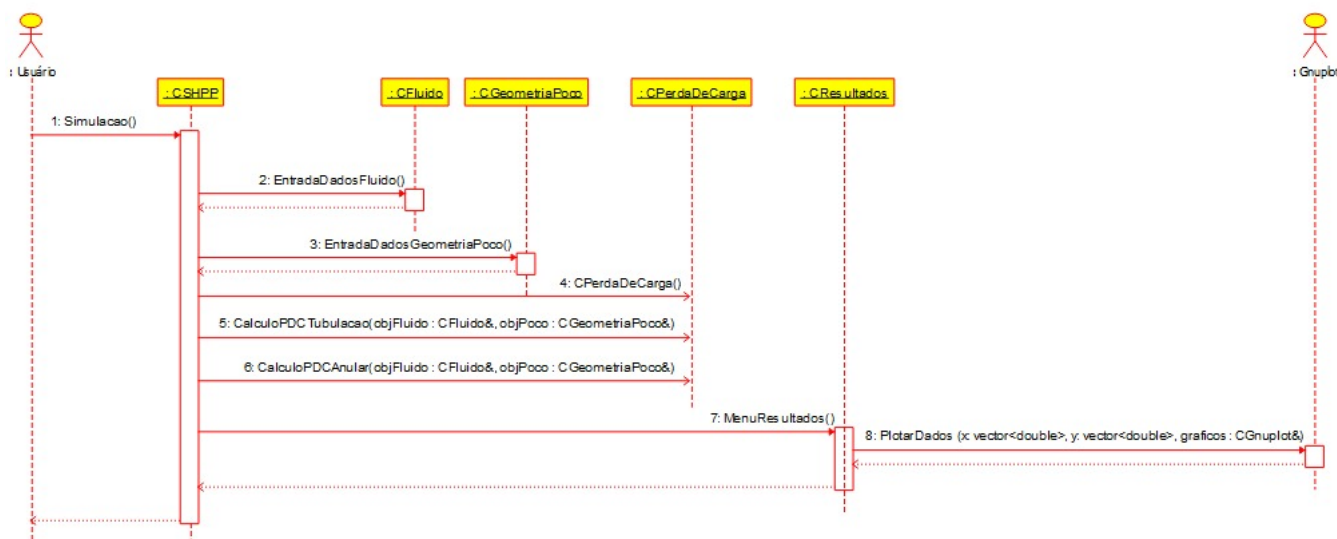 : Usuário
: Gnuplot
: CSHPP
: CFluido
: CGeometriaPoco
: CPerdaDeCarga
: CResultados
1: Simulacao()
2: EntradaDadosFluido()
3: EntradaDadosGeometriaPoco()
4: CPerdaDeCarga()
5: CalculoPDCTubulacao(objFluido : CFluido&, objPoco : CGeometriaPoco&)
6: CalculoPDCAnular(objFluido : CFluido&, objPoco : CGeometriaPoco&)
7: MenuResultados()
8: PlotarDados (x: vector<double>, y: vector<double>, graficos : CGnuplot&)